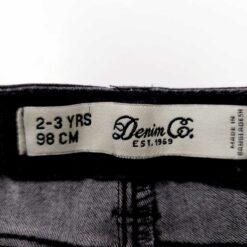 2-3 YRS
98 CM
Denim Co.
EST. 1969
MADE IN
BANGLADESH